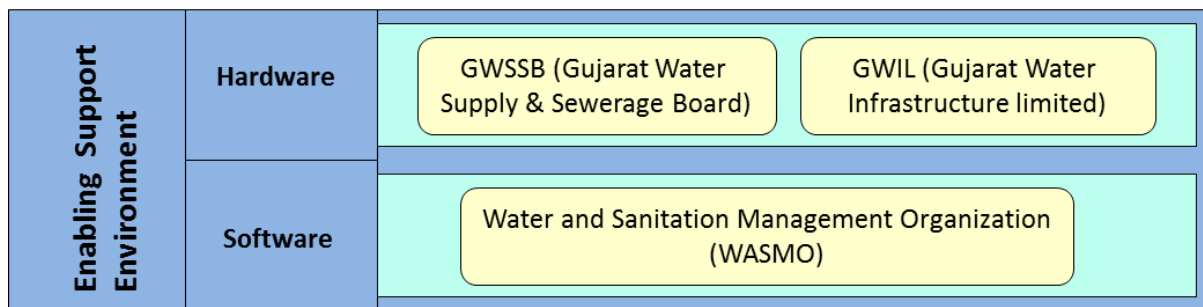 Enabling Support
Environment
Hardware
GWSSB (Gujarat Water
Supply & Sewerage Board)
GWIL (Gujarat Water
Infrastructure limited)
Software
Water and Sanitation Management Organization
(WASMO)